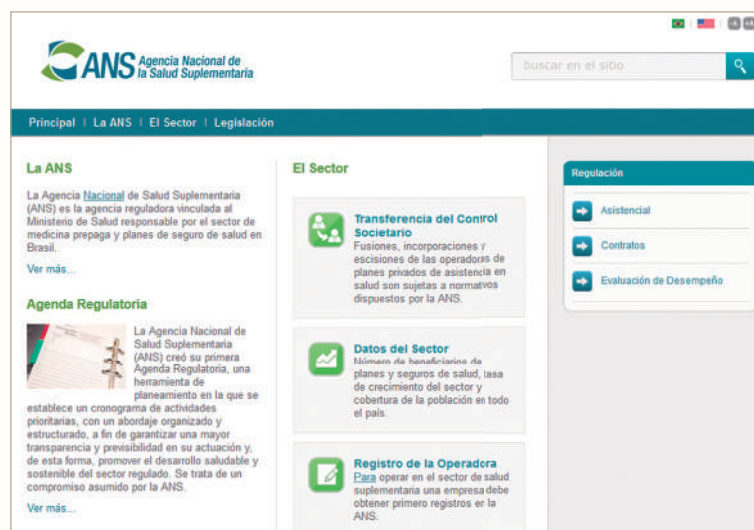 ANS Agencia Nacional de
la Salud Suplementaria
buscar en el sitio
Principal | La ANS | El Sector | Legislación
La ANS
La Agencia Nacional de Salud Suplementaria
(ANS) es la agencia reguladora vinculada al
Ministerio de Salud responsable por el sector de
medicina prepaga y planes de seguro de salud en
Brasil.
Ver más...
Agenda Regulatoria
La Agencia Nacional de
Salud Suplementaria
(ANS) creó su primera
Agenda Regulatoria, una
herramienta de
planeamiento en la que se
establece un cronograma de actividades
prioritarias, con un abordaje organizado y
estructurado, a fin de garantizar una mayor
transparencia y previsibilidad en su actuación y,
de esta forma, promover el desarrollo saludable y
sostenible del sector regulado. Se trata de un
compromiso asumido por la ANS.
Ver más...
El Sector
Transferencia del Control
Societario
Fusiones, incorporaciones y
escisiones de las operadoras de
planes privados de asistencia en
salud son sujetas a normativos
dispuestos por la ANS.
Datos del Sector
Número de beneficiarios de
planes y seguros de salud, tasa
de crecimiento del sector y
cobertura de la población en todo
el país.
Registro de la Operadora
Para operar en el sector de salud
suplementaria una empresa debe
obtener primero registros en la
ANS.
Regulación
Asistencial
Contratos
Evaluación de Desempeño